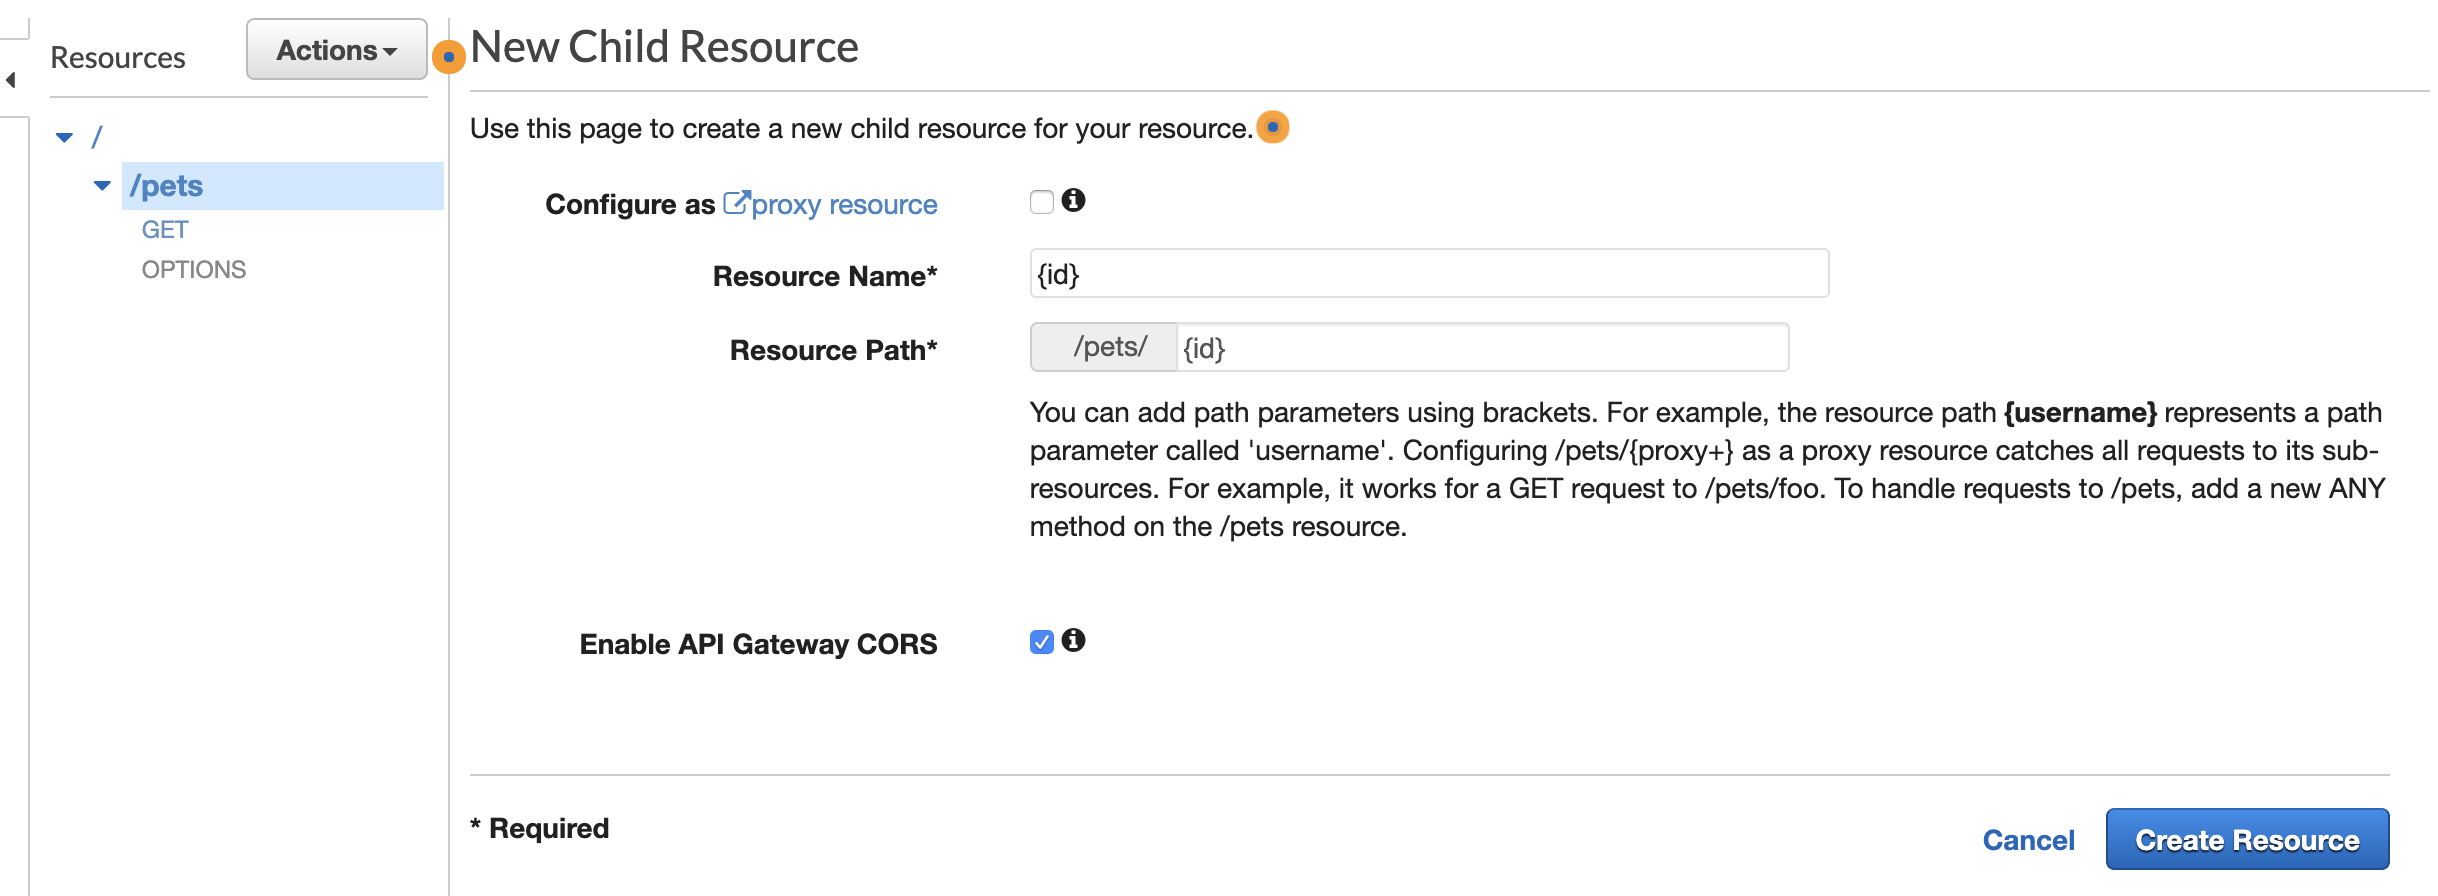 Resources
Actions
New Child Resource
/
/pets
GET
OPTIONS
Use this page to create a new child resource for your resource.
Configure as proxy resource
Resource Name*
{id}
Resource Path*
/pets/
{id}
You can add path parameters using brackets. For example, the resource path {username} represents a path
parameter called 'username'. Configuring /pets/{proxy+} as a proxy resource catches all requests to its sub-
resources. For example, it works for a GET request to /pets/foo. To handle requests to /pets, add a new ANY
method on the /pets resource.
Enable API Gateway CORS
* Required
Cancel
Create Resource